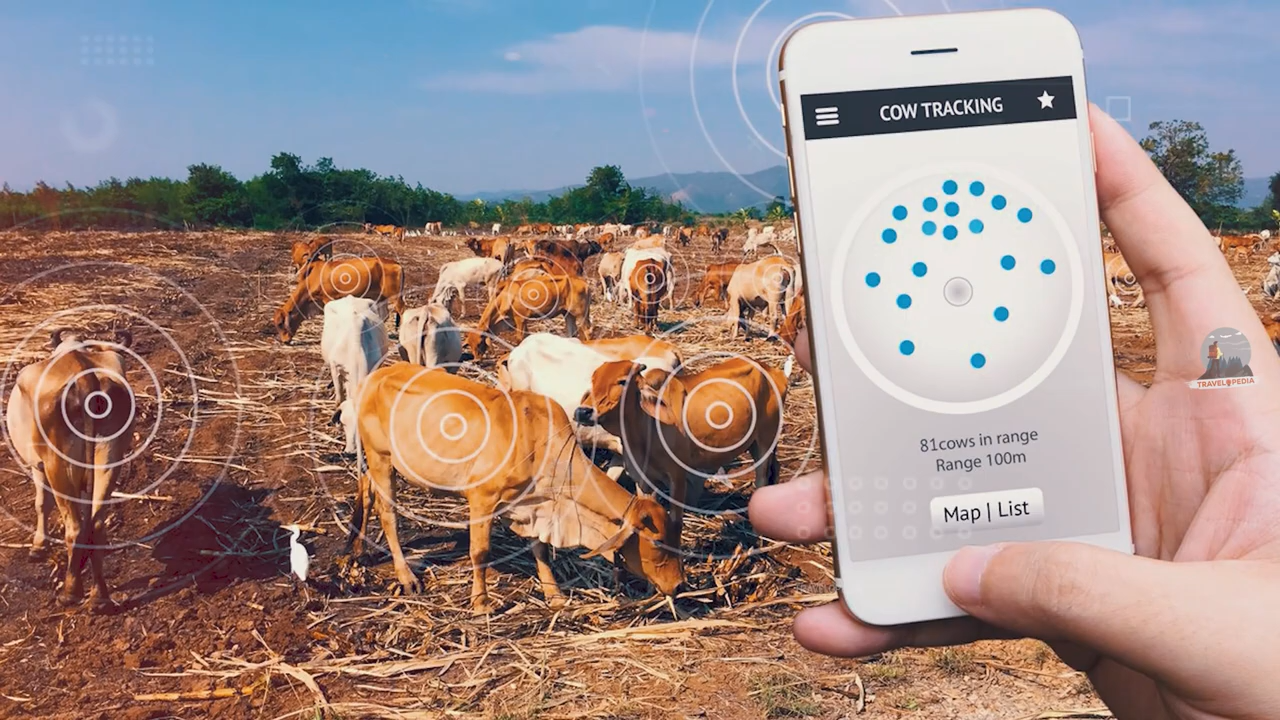 COW TRACKING
81cows in range
Range 100m
Map | List
TRAVELOPEDIA